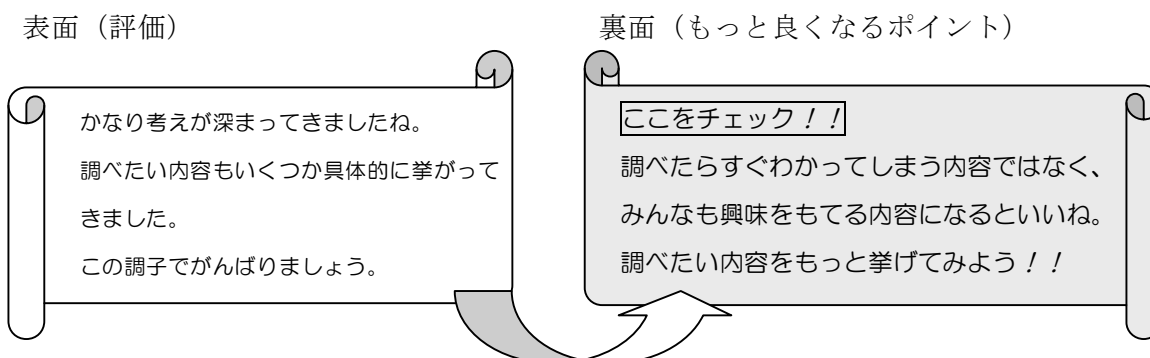 表面（評価）
かなり考えが深まってきましたね。
調べたい内容もいくつか具体的に挙がって
きました。
この調子でがんばりましょう。
裏面（もっと良くなるポイント）
ここをチェック！！
調べたらすぐわかってしまう内容ではなく、
みんなも興味をもてる内容になるといいね。
調べたい内容をもっと挙げてみよう！！